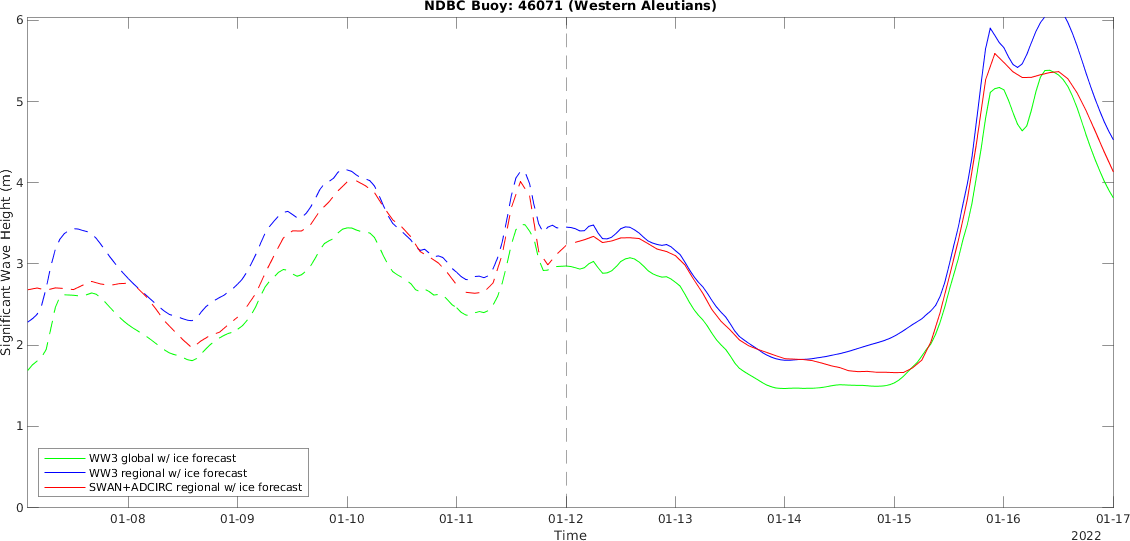 NDBC Buoy: 46071 (Western Aleutians)
Significant Wave Height (m)
6
5
4
3
2
1
0
WW3 global w/ ice forecast
WW3 regional w/ ice forecast
SWAN+ADCIRC regional w/ ice forecast
01-08 01-09 01-10 01-11 01-12 01-13 01-14 01-15 01-16 01-17
Time
2022